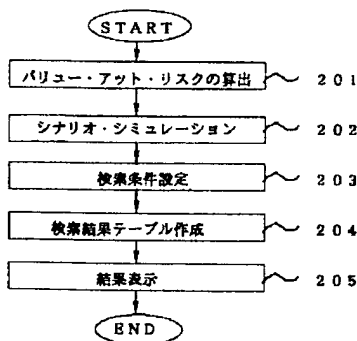 START
バリュー・アット・リスクの算出 201
シナリオ・シミュレーション 202
検索条件設定 203
検索結果テーブル作成 204
結果表示 205
END